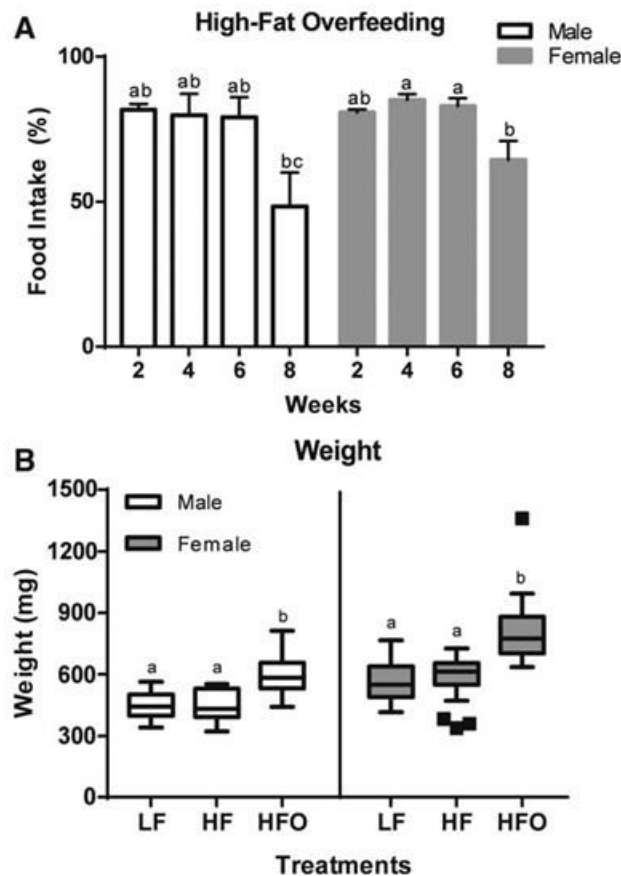 A
High-Fat Overfeeding
Male
Female
Food Intake (%)
100
50
0
ab
ab
ab
bc
ab
a
a
b
2 4 6 8 2 4 6 8
Weeks
B
Weight
Male
Female
Weight (mg)
1500
1200
900
600
300
0
a
a
b
a
a
b
LF HF HFO LF HF HFO
Treatments